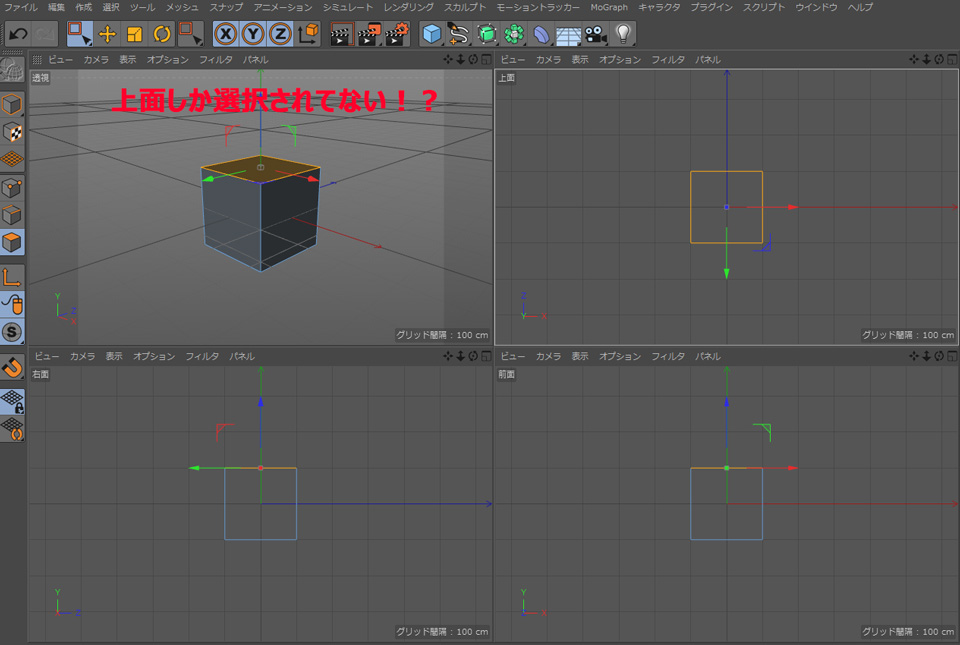 ファイル 編集 作成 選択 ツール メッシュ スナップ アニメーション シミュレート レンダリング スカルプト モーショントラッカー MoGraph キャラクタ プラグイン スクリプト ウインドウ ヘルプ
X Y Z
ビュー カメラ 表示 オプション フィルタ パネル
透視
上面しか選択されてない！？
Y
Z
X
グリッド間隔 : 100 cm
ビュー カメラ 表示 オプション フィルタ パネル
上面
Z
Y
X
グリッド間隔 : 100 cm
S
ビュー カメラ 表示 オプション フィルタ パネル
右面
Y
X Z
グリッド間隔 : 100 cm
ビュー カメラ 表示 オプション フィルタ パネル
前面
Y
Z X
グリッド間隔 : 100 cm